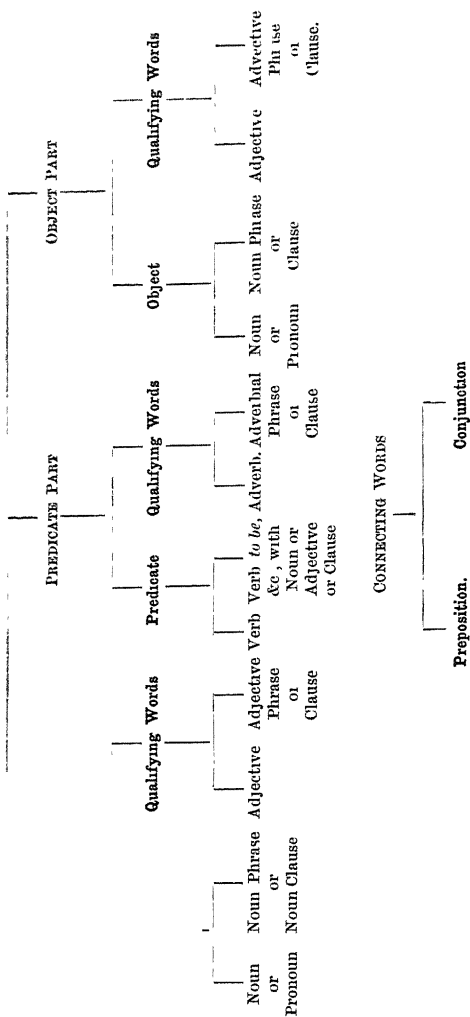 PREDICATE PART OBJECT PART
Qualifying Words Predicate Qualifying Words Object Qualifying Words
Noun Noun Phrase Adjective Adjective Verb Verb to be, Adverb. Adverbial Noun Noun Phrase Adjective Adjective
or or Phrase &c, with Phrase or or Phrase
Pronoun Noun Clause or Noun or or Pronoun Clause or
Clause Adjective Clause Clause.
or Clause
CONNECTING WORDS
Preposition. Conjunction